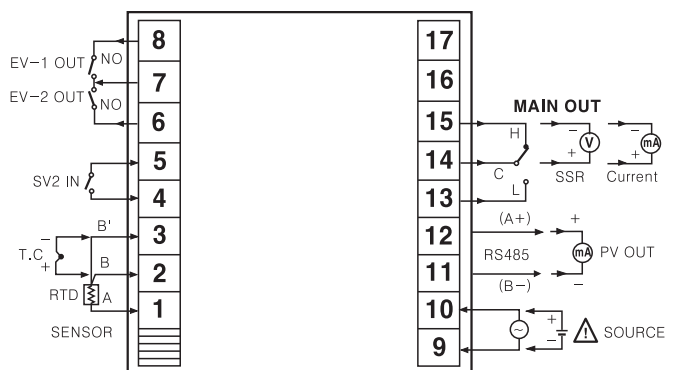 8
EV-1 OUT
NO
7
EV-2 OUT
NO
6
5
SV2 IN
4
B'
3
-
T.C
+
B
2
RTD
A
1
SENSOR
17
16
MAIN OUT
15
H
-
V
-
mA
14
C
+
SSR
+
Current
L
13
12
(A+)
+
RS485
mA
PV OUT
11
(B-)
-
10
~
+
-
! SOURCE
9